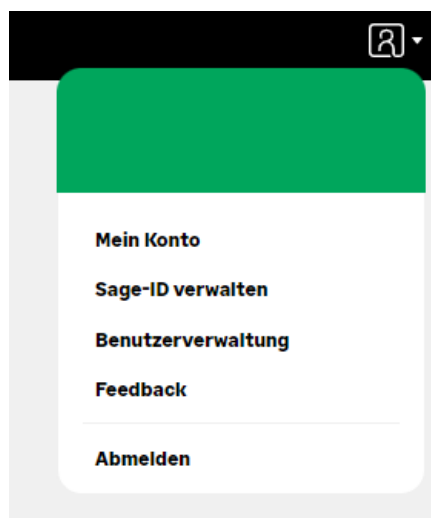 Mein Konto
Sage-ID verwalten
Benutzerverwaltung
Feedback
Abmelden